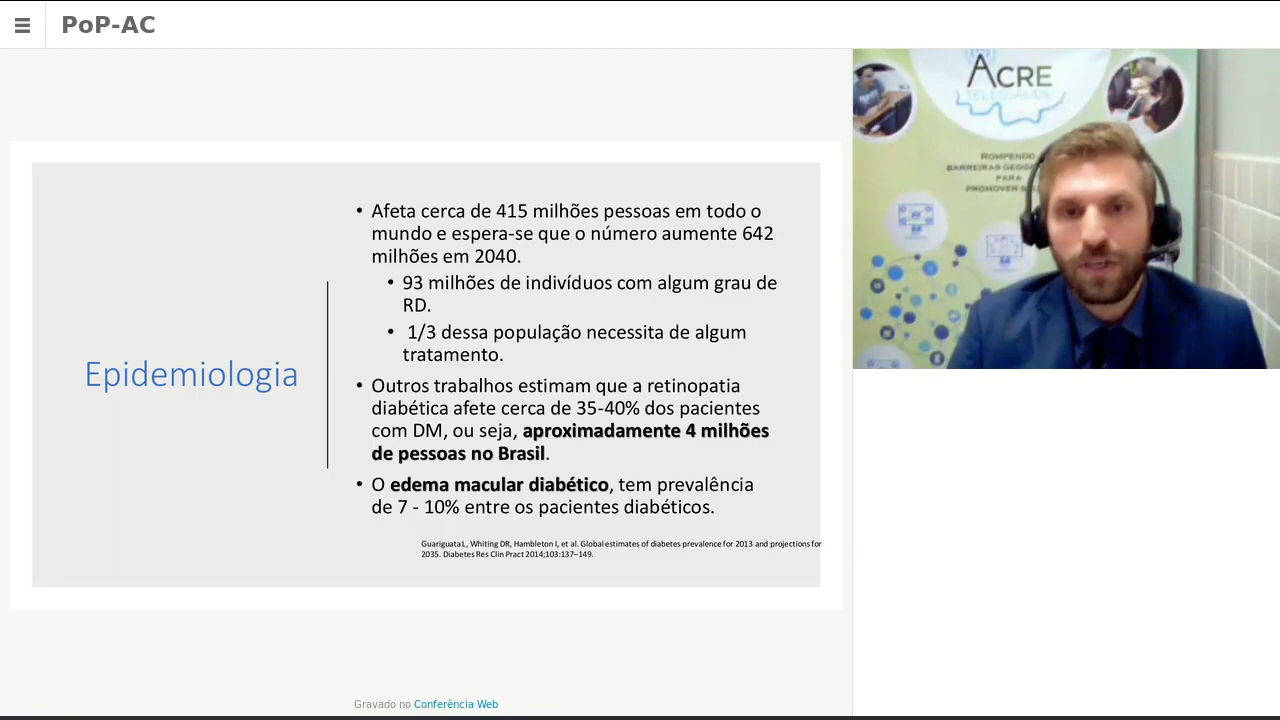 PoP-AC
ACRE
TELESSAÚDE
ROMPENDO
BARREIRAS
PARA
PROMOVER
Epidemiologia
• Afeta cerca de 415 milhões pessoas em todo o
mundo e espera-se que o número aumente 642
milhões em 2040.
• 93 milhões de indivíduos com algum grau de
RD.
• 1/3 dessa população necessita de algum
tratamento.
• Outros trabalhos estimam que a retinopatia
diabética afete cerca de 35-40% dos pacientes
com DM, ou seja, aproximadamente 4 milhões
de pessoas no Brasil.
• O edema macular diabético, tem prevalência
de 7 - 10% entre os pacientes diabéticos.
Guariguata L, Whiting DR, Hambleton I, et al. Global estimates of diabetes prevalence for 2013 and projections for
2035. Diabetes Res Clin Pract 2014;103:137–149.
Gravado no Conferência Web